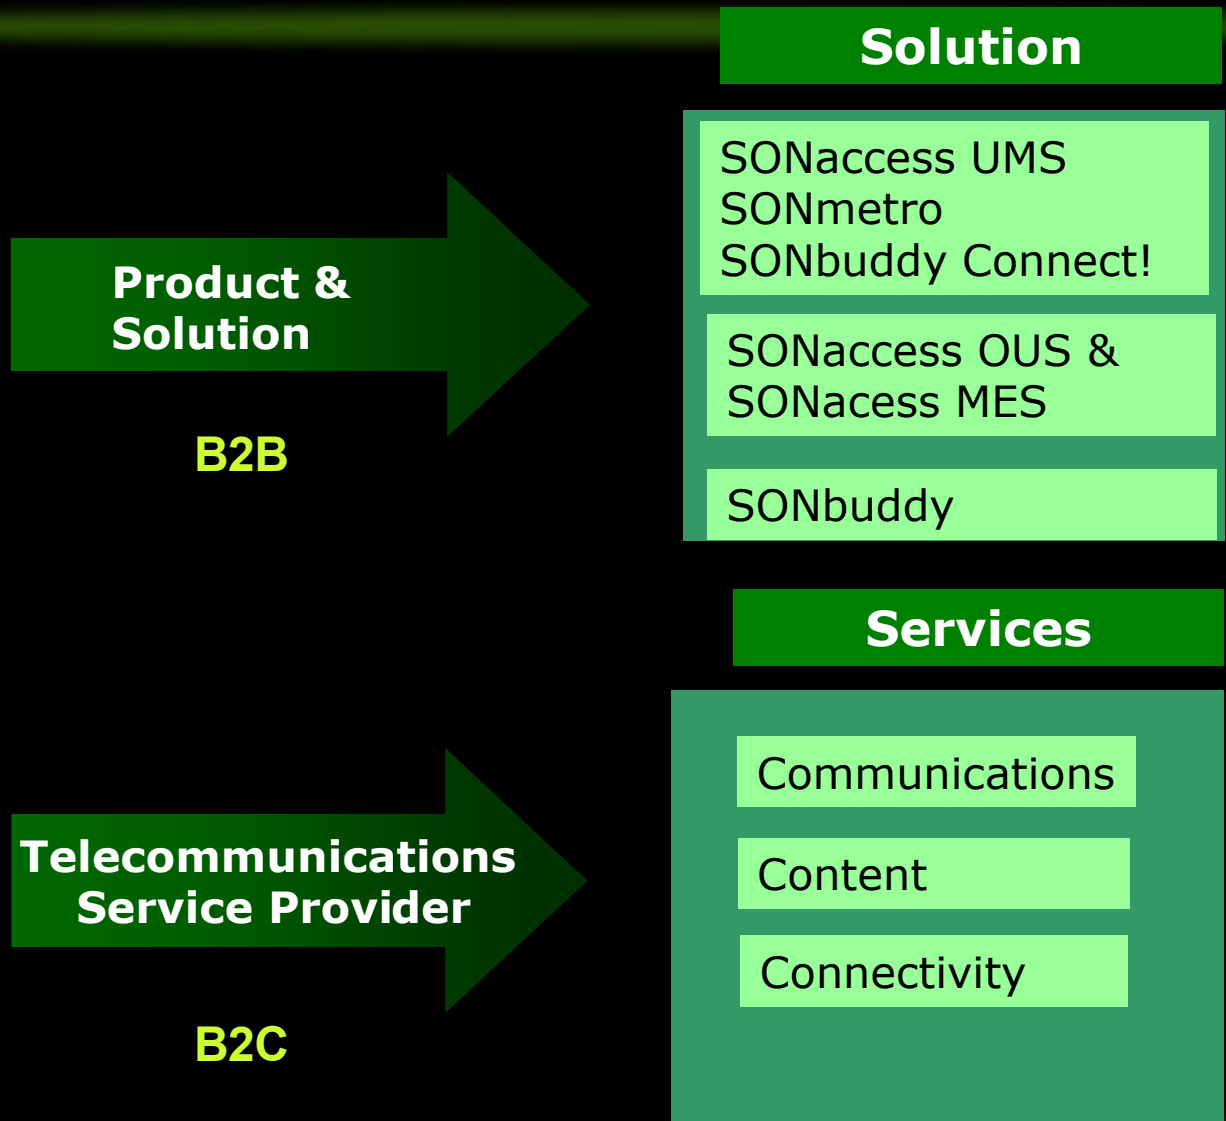 Solution
SONaccess UMS
SONmetro
SONbuddy Connect!
Product &
Solution
SONaccess OUS &
SONacess MES
B2B
SONbuddy
Services
Communications
Telecommunications
Service Provider
Content
Connectivity
B2C